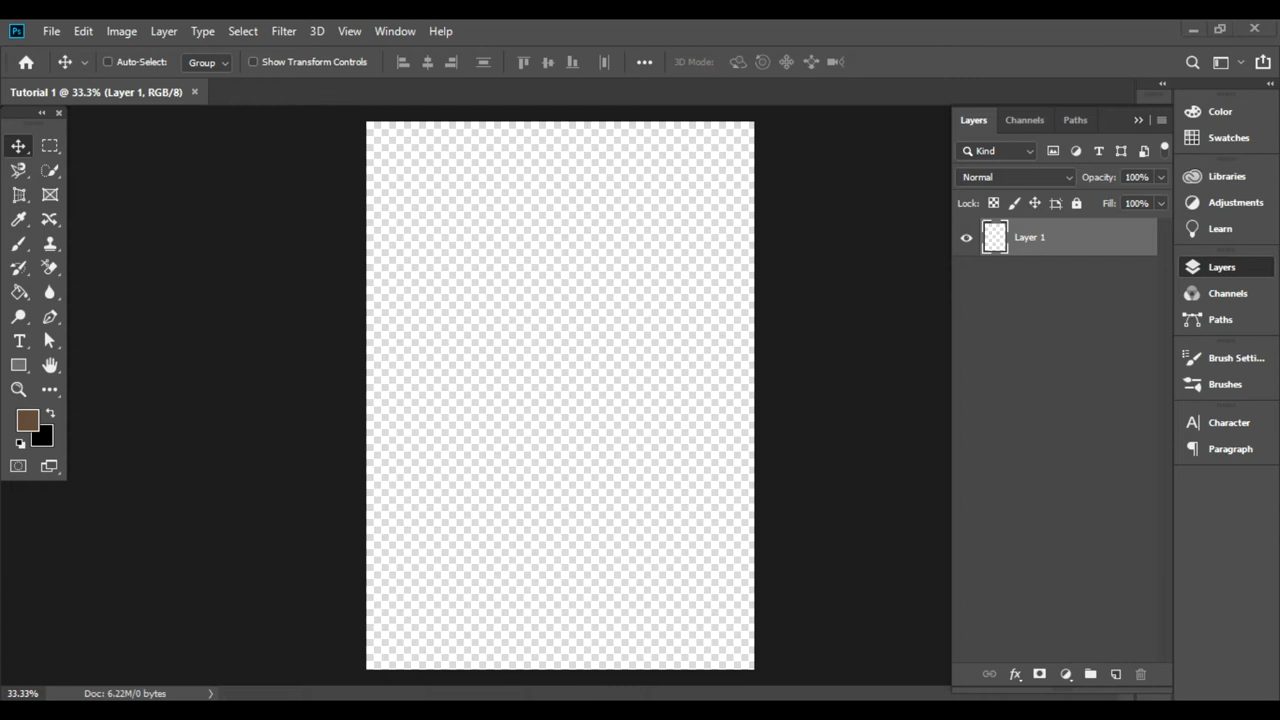 Ps File Edit Image Layer Type Select Filter 3D View Window Help
Auto-Select: Group Show Transform Controls 3D Mode:
Tutorial 1 @ 33.3% (Layer 1, RGB/8)
Layers Channels Paths
Kind
Normal Opacity: 100%
Lock: Fill: 100%
Layer 1
Color
Swatches
Libraries
Adjustments
Learn
Layers
Channels
Paths
Brush Setti...
Brushes
Character
Paragraph
33.33% Doc: 6.22M/0 bytes